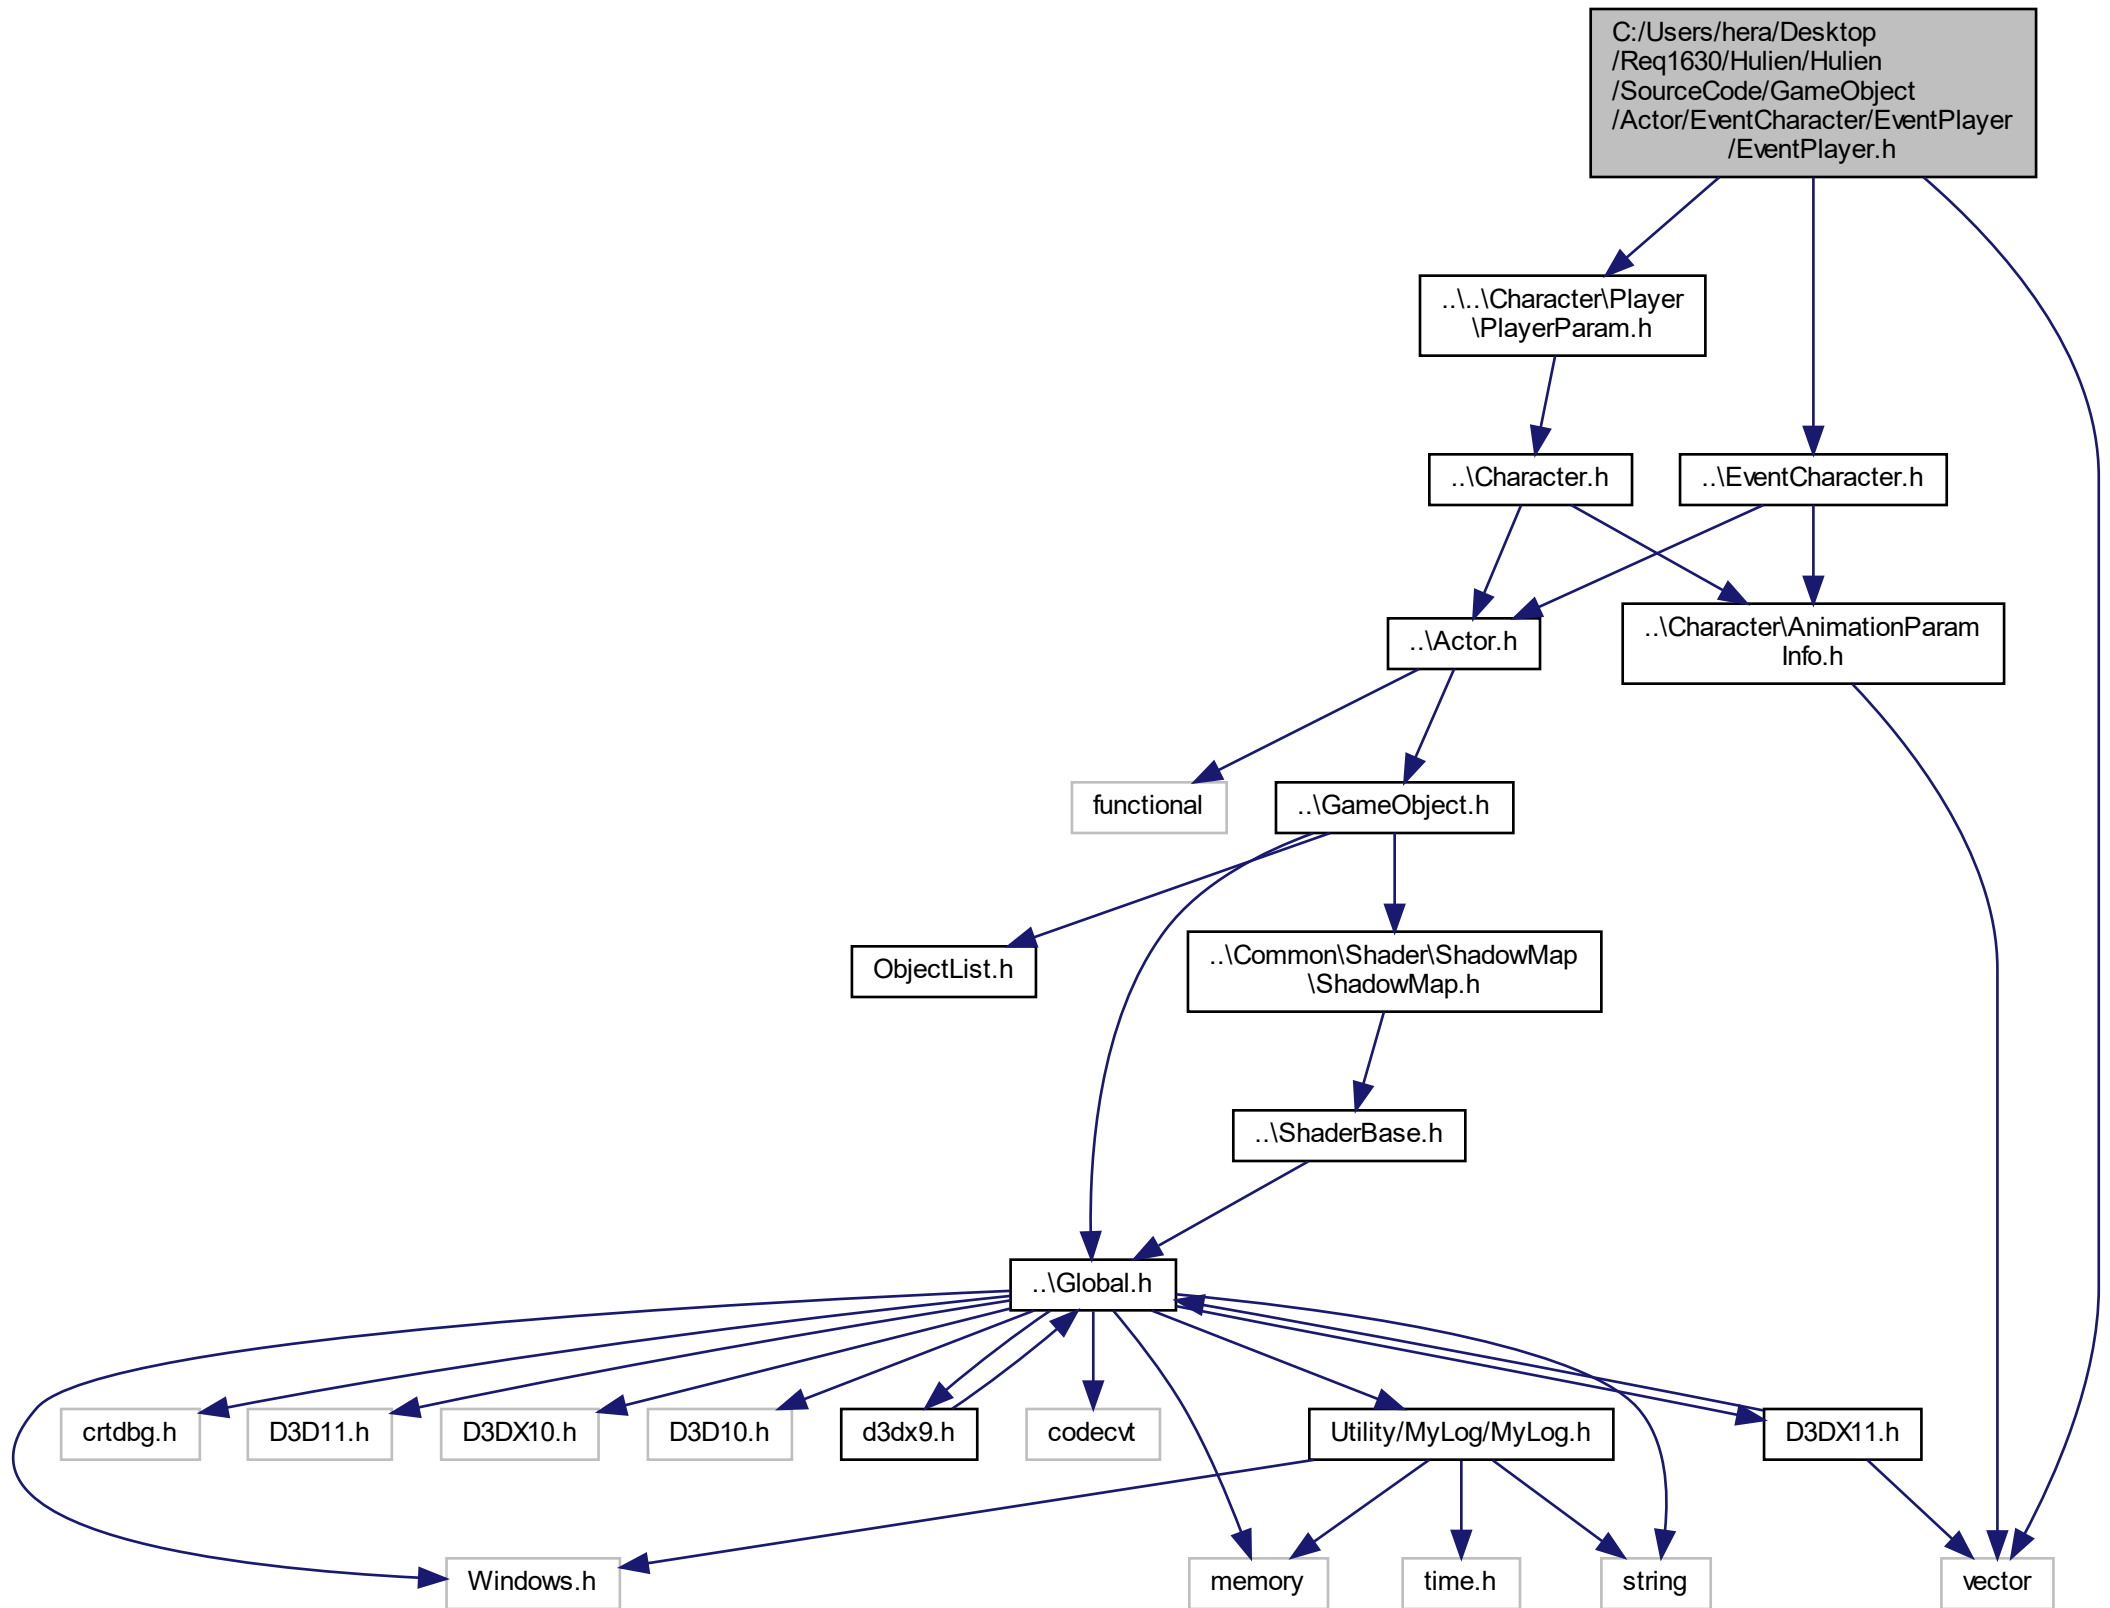 C:/Users/hera/Desktop
/Req1630/Hulien/Hulien
/SourceCode/GameObject
/Actor/EventCharacter/EventPlayer
/EventPlayer.h
..\..\Character\Player
\PlayerParam.h
..\Character.h
..\EventCharacter.h
..\Actor.h
..\Character\AnimationParam
Info.h
functional
..\GameObject.h
ObjectList.h
..\Common\Shader\ShadowMap
\ShadowMap.h
..\ShaderBase.h
..\Global.h
crtdbg.h
D3D11.h
D3DX10.h
D3D10.h
d3dx9.h
codecvt
Utility/MyLog/MyLog.h
D3DX11.h
Windows.h
memory
time.h
string
vector